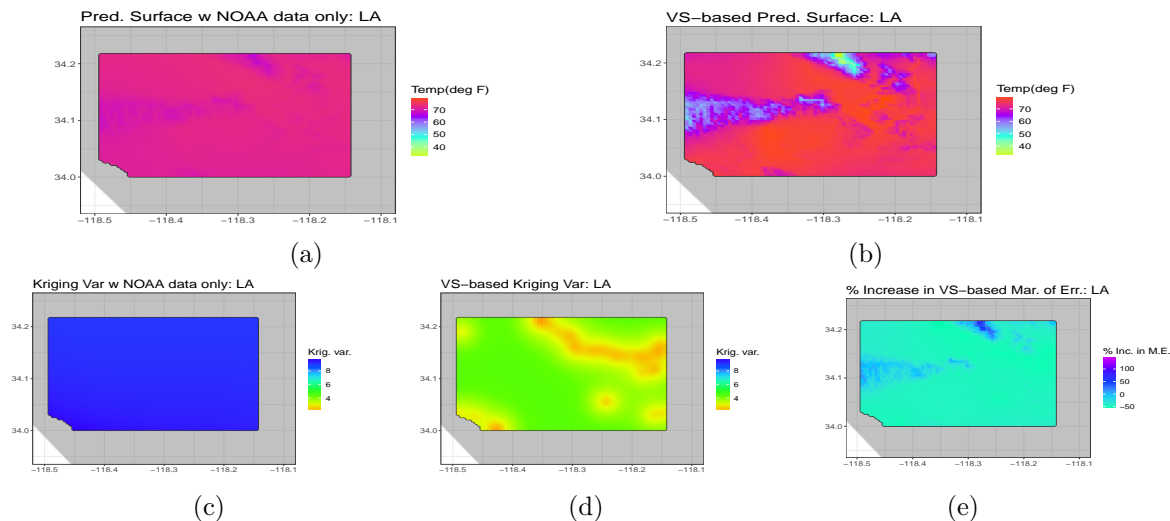 Pred. Surface w NOAA data only: LA
34.2
34.1
34.0
−118.5 −118.4 −118.3 −118.2 −118.1
Temp(deg F)
70
60
50
40
(a)
VS−based Pred. Surface: LA
34.2
34.1
34.0
−118.5 −118.4 −118.3 −118.2 −118.1
Temp(deg F)
70
60
50
40
(b)
Kriging Var w NOAA data only: LA
34.2
34.1
34.0
−118.5 −118.4 −118.3 −118.2 −118.1
Krig. var.
8
6
4
(c)
VS−based Kriging Var: LA
34.2
34.1
34.0
−118.5 −118.4 −118.3 −118.2 −118.1
Krig. var.
8
6
4
(d)
% Increase in VS−based Mar. of Err.: LA
34.2
34.1
34.0
−118.5 −118.4 −118.3 −118.2 −118.1
% Inc. in M.E.
100
50
0
−50
(e)